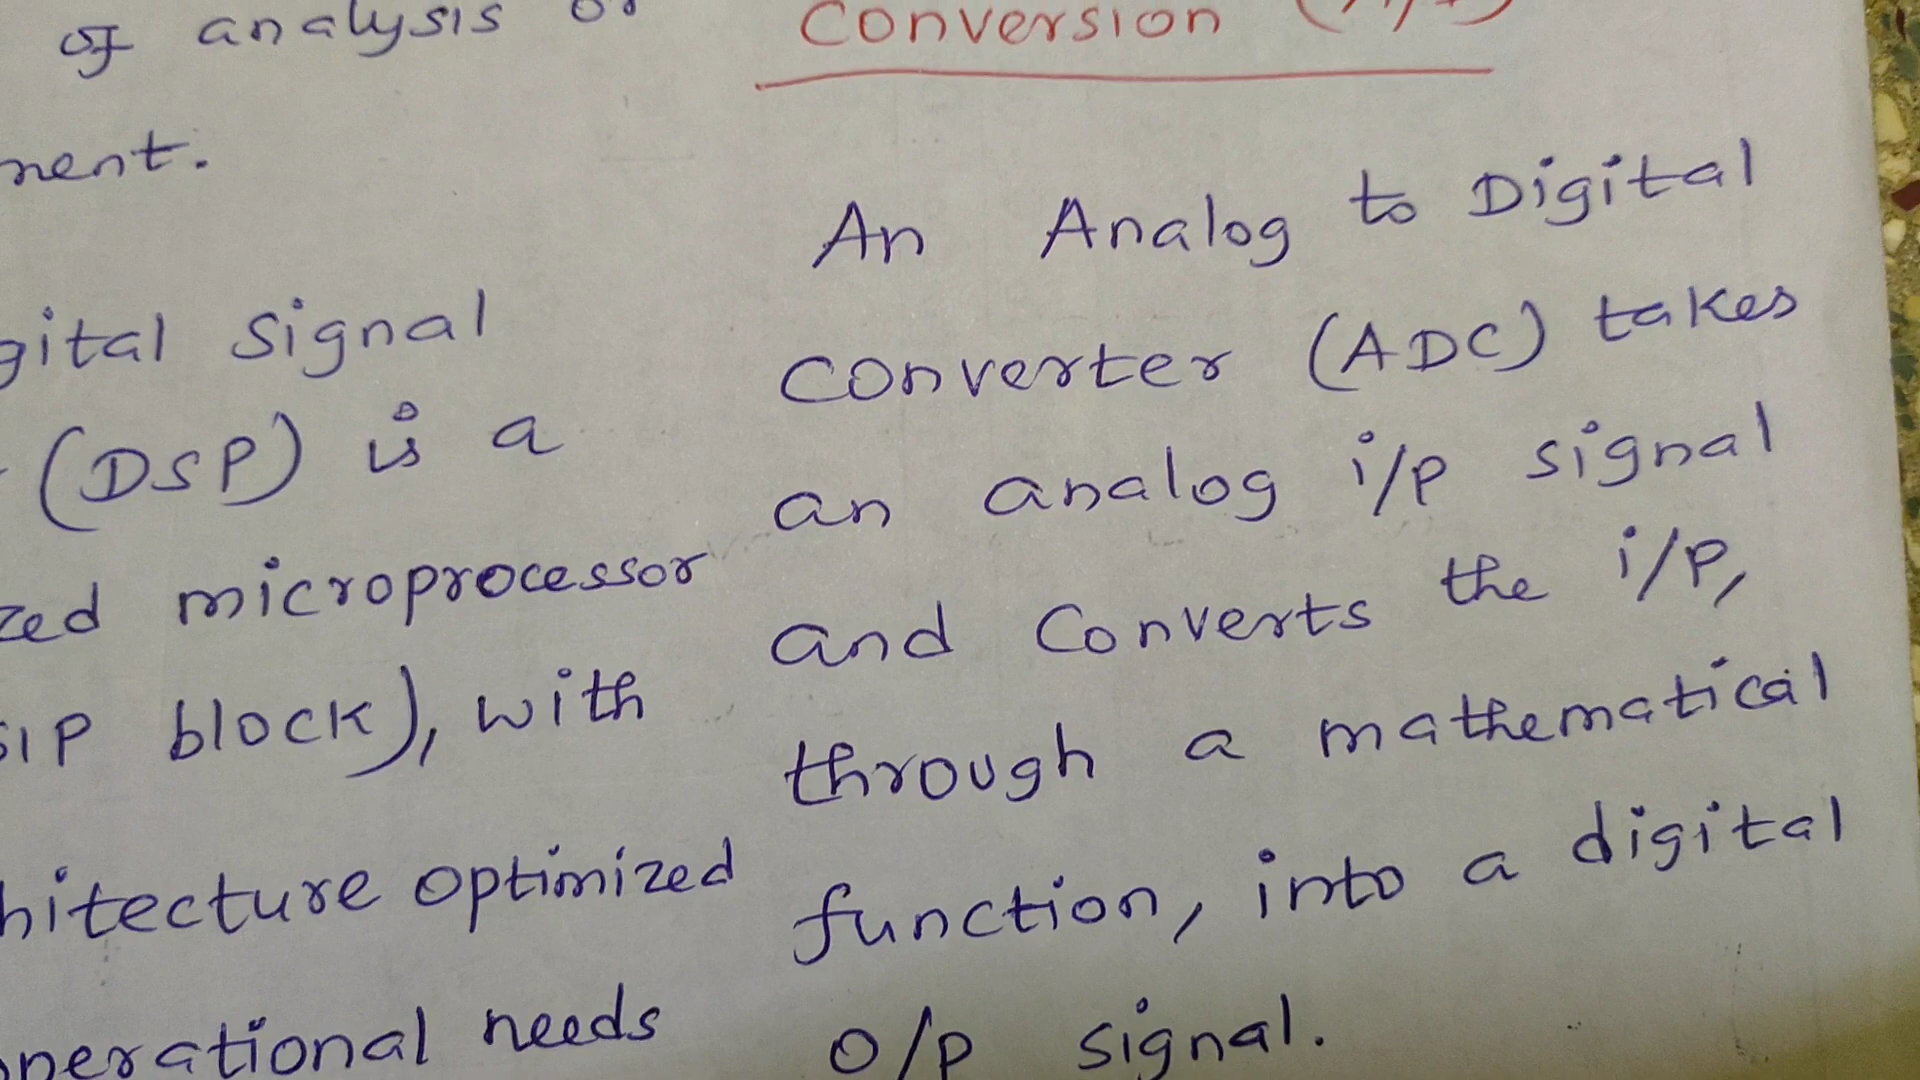 of analysis
nent.
gital signal
(DSP) is a
zed microprocessor
SIP block), with
hitecture optimized
perational needs
Conversion
An Analog to Digital
Converter (ADC) takes
an analog i/p signal
and Converts the i/p,
through a mathematical
function, into a digital
O/p signal.